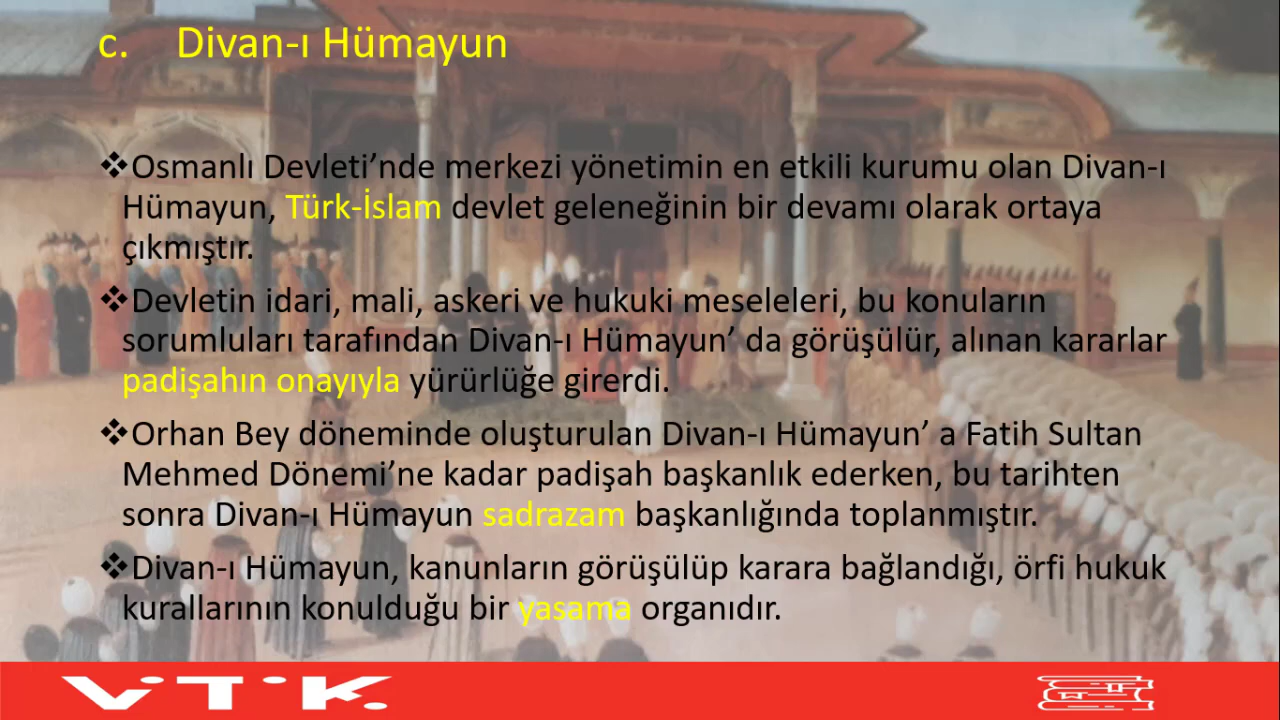 c. Divan-ı Hümayun
❖Osmanlı Devleti’nde merkezi yönetimin en etkili kurumu olan Divan-ı
Hümayun, Türk-İslam devlet geleneğinin bir devamı olarak ortaya
çıkmıştır.
❖Devletin idari, mali, askeri ve hukuki meseleleri, bu konuların
sorumluları tarafından Divan-ı Hümayun’ da görüşülür, alınan kararlar
padişahın onayıyla yürürlüğe girerdi.
❖Orhan Bey döneminde oluşturulan Divan-ı Hümayun’ a Fatih Sultan
Mehmed Dönemi’ne kadar padişah başkanlık ederken, bu tarihten
sonra Divan-ı Hümayun sadrazam başkanlığında toplanmıştır.
❖Divan-ı Hümayun, kanunların görüşülüp karara bağlandığı, örfi hukuk
kurallarının konulduğu bir yasama organıdır.
VTK